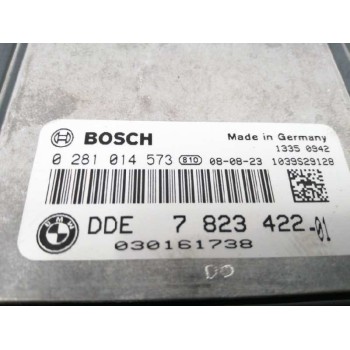 BOSCH Made in Germany
1335 0942
0 281 014 573 810 08-08-23 1039S29128
BMW DDE 7 823 422-01
030161738
DO